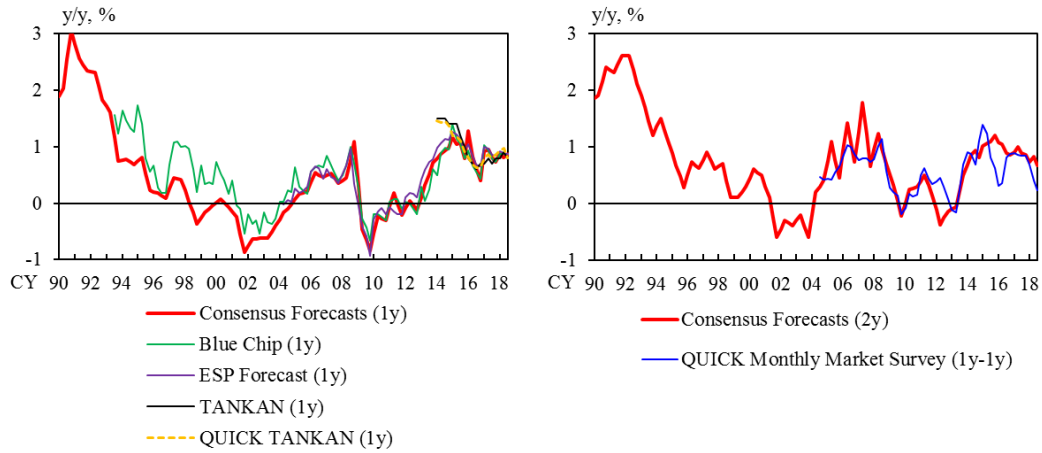 y/y, %
3
2
1
0
-1
CY 90 92 94 96 98 00 02 04 06 08 10 12 14 16 18
Consensus Forecasts (1y)
Blue Chip (1y)
ESP Forecast (1y)
TANKAN (1y)
QUICK TANKAN (1y)
y/y, %
3
2
1
0
-1
CY 90 92 94 96 98 00 02 04 06 08 10 12 14 16 18
Consensus Forecasts (2y)
QUICK Monthly Market Survey (1y-1y)